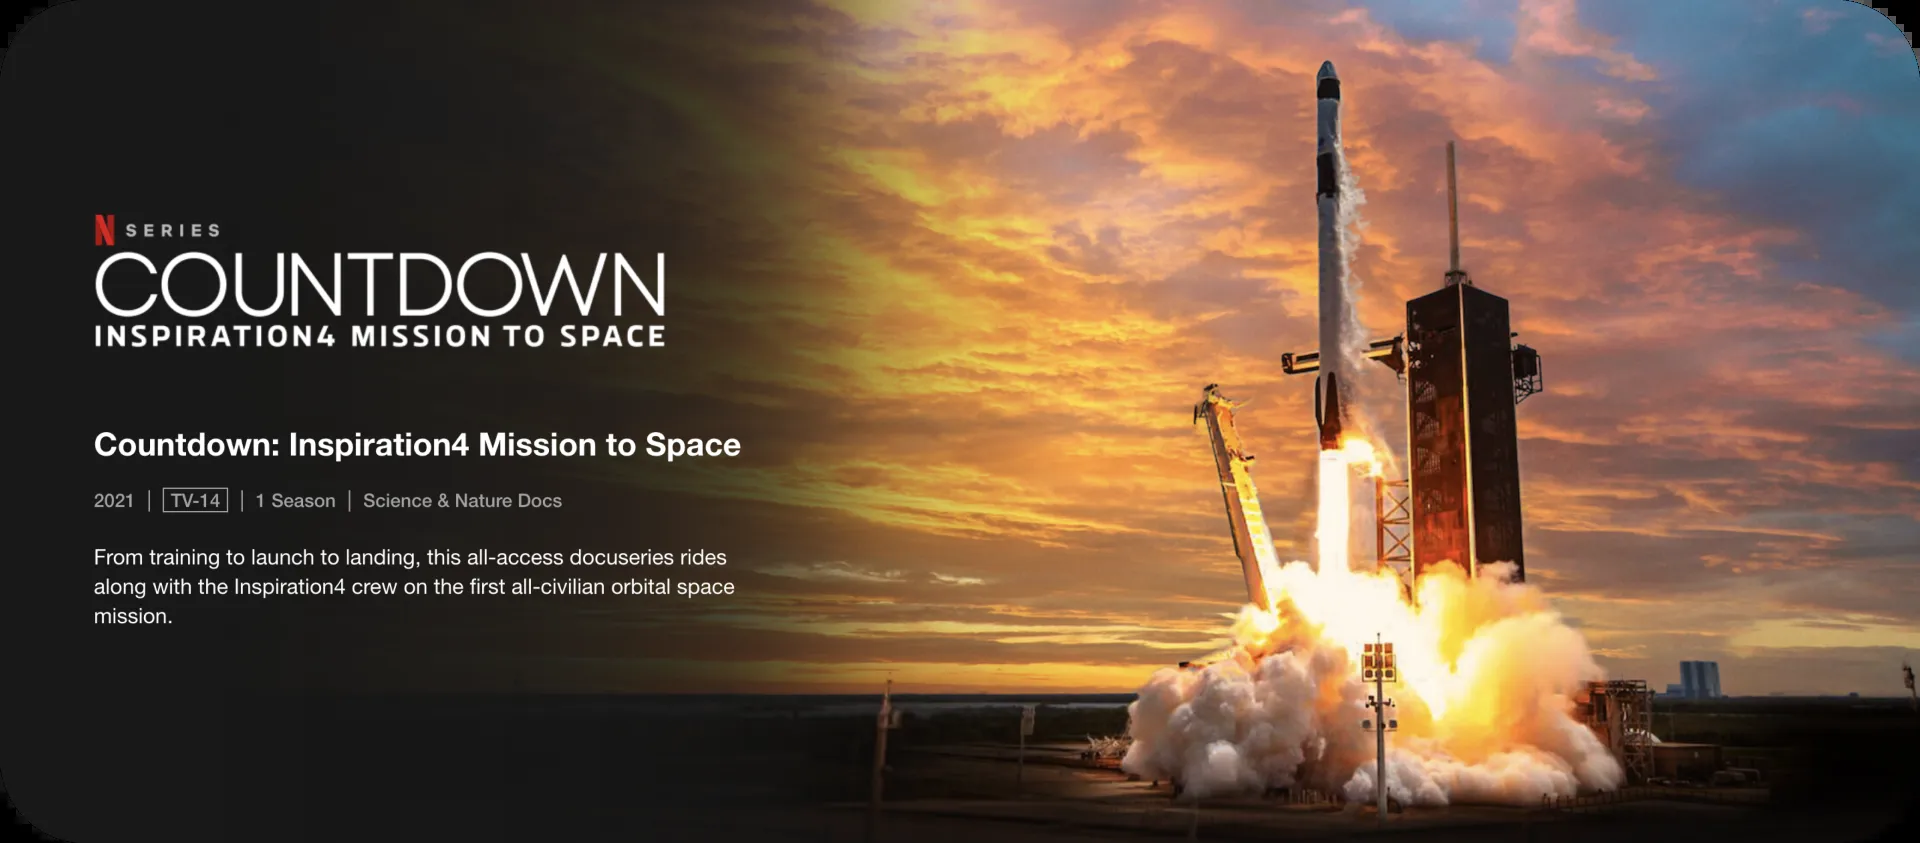 N SERIES
COUNTDOWN
INSPIRATION4 MISSION TO SPACE
Countdown: Inspiration4 Mission to Space
2021 | TV-14 | 1 Season | Science & Nature Docs
From training to launch to landing, this all-access docuseries rides
along with the Inspiration4 crew on the first all-civilian orbital space
mission.